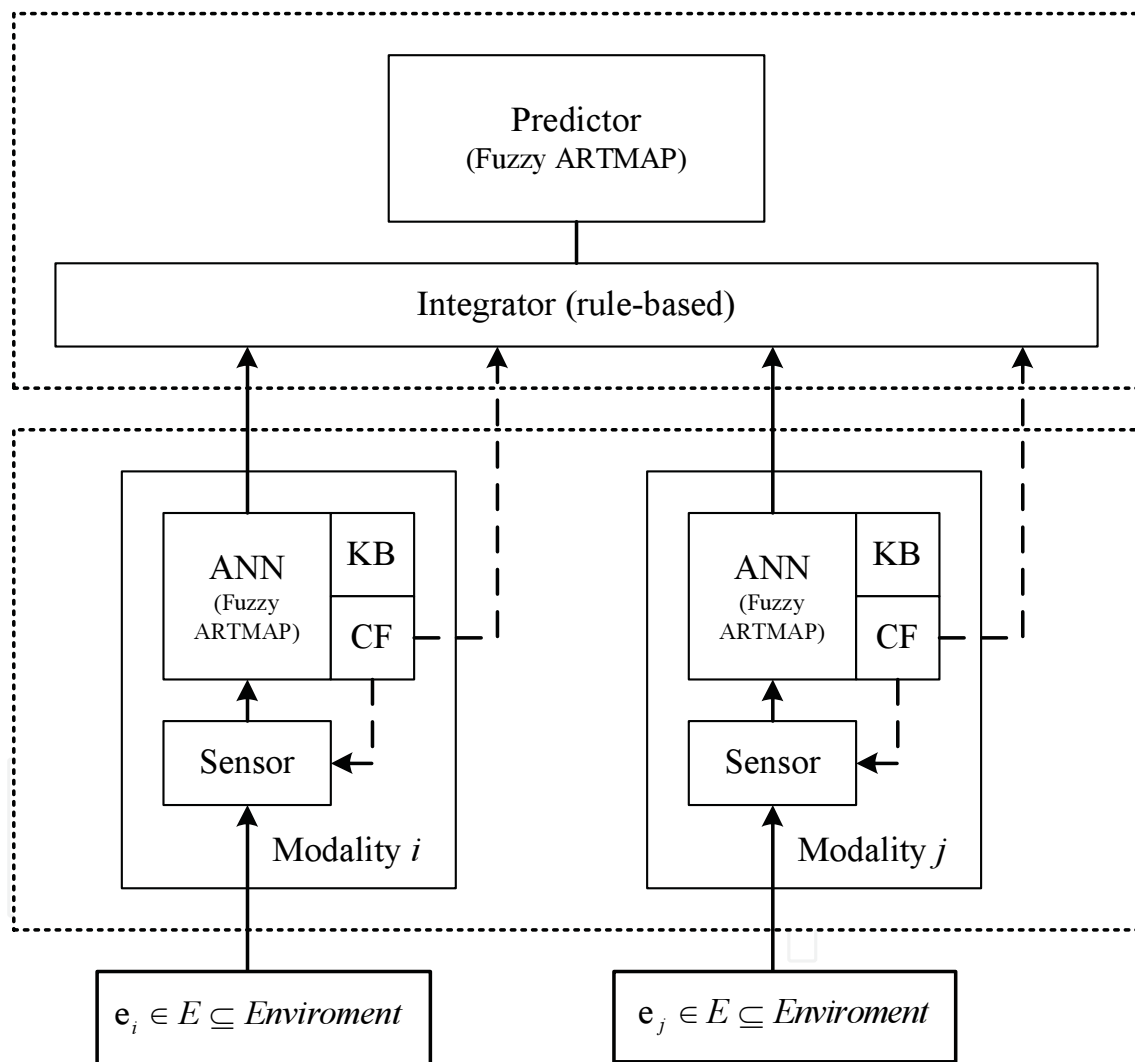 Predictor
(Fuzzy ARTMAP)
Integrator (rule-based)
ANN
(Fuzzy
ARTMAP)
KB
CF
Sensor
Modality i
ANN
(Fuzzy
ARTMAP)
KB
CF
Sensor
Modality j
e_i ∈ E ⊆ Enviroment
e_j ∈ E ⊆ Enviroment